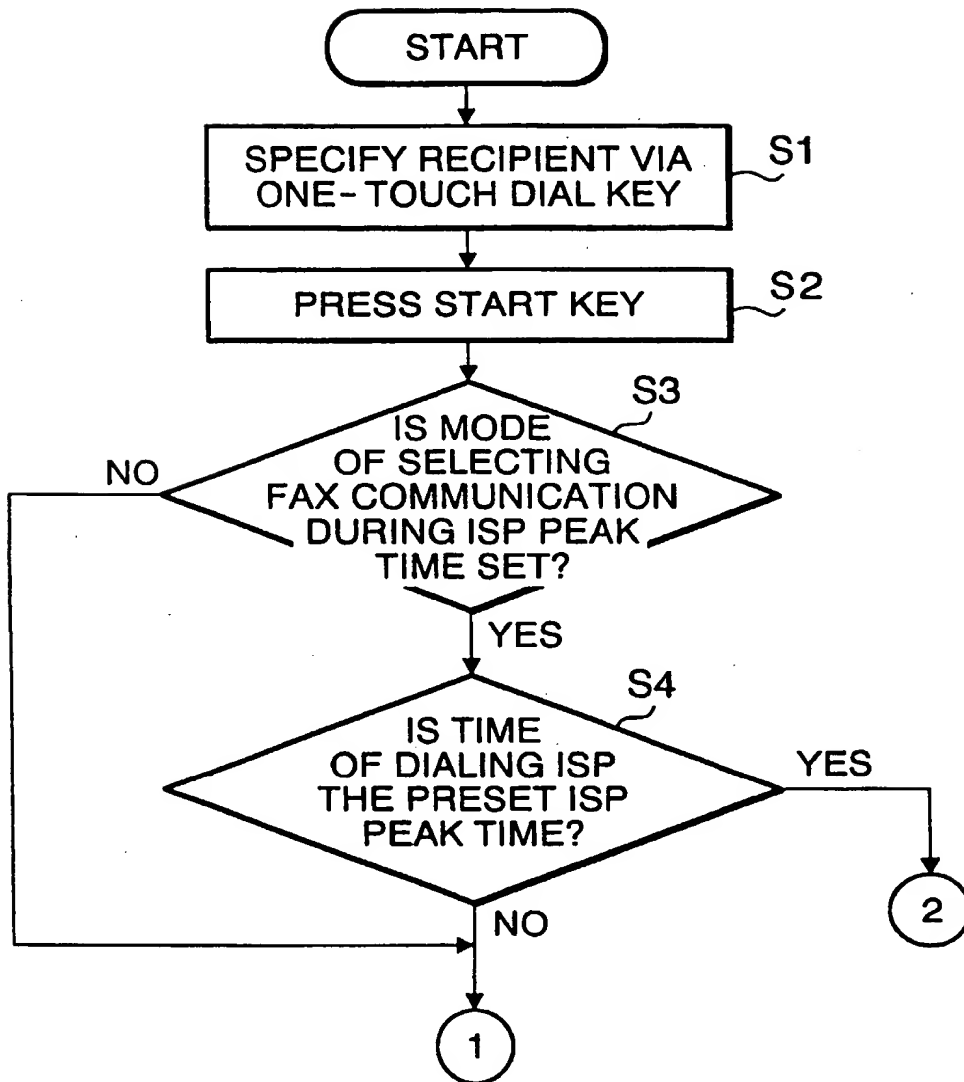 START
SPECIFY RECIPIENT VIA
ONE-TOUCH DIAL KEY
S1
PRESS START KEY
S2
S3
IS MODE
OF SELECTING
FAX COMMUNICATION
DURING ISP PEAK
TIME SET?
NO
YES
S4
IS TIME
OF DIALING ISP
THE PRESET ISP
PEAK TIME?
YES
2
NO
1